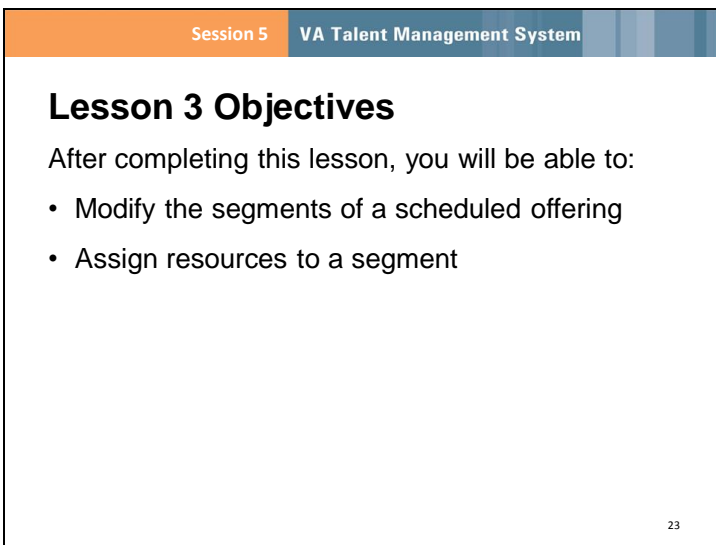 Session 5 VA Talent Management System
Lesson 3 Objectives
After completing this lesson, you will be able to:
• Modify the segments of a scheduled offering
• Assign resources to a segment
23